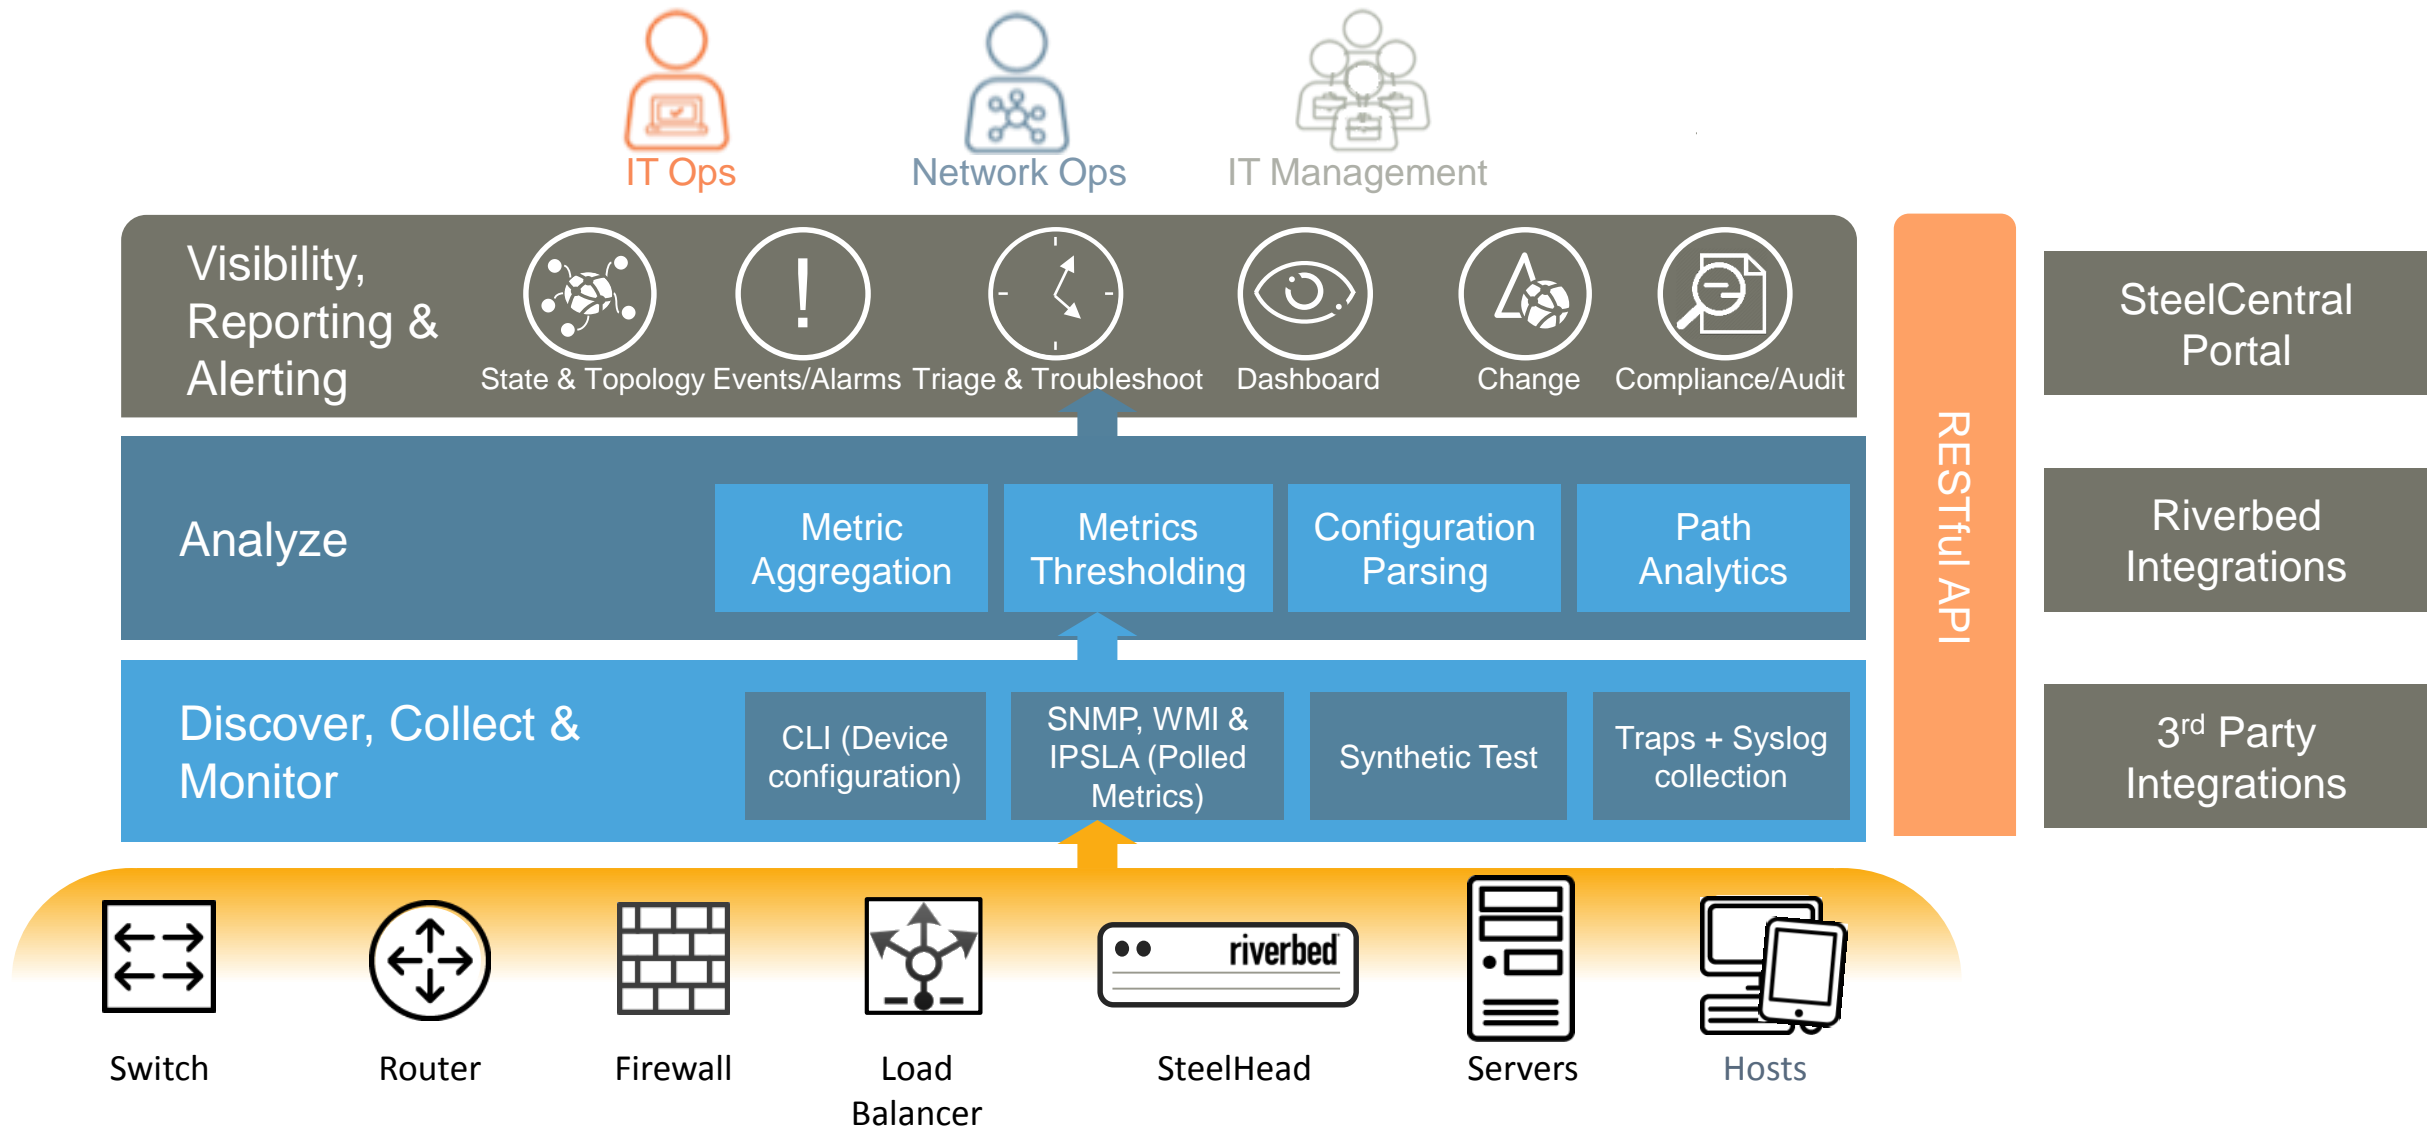 IT Ops
Network Ops
IT Management
Visibility,
Reporting &
Alerting
State & Topology
Events/Alarms
Triage & Troubleshoot
Dashboard
Change
Compliance/Audit
Analyze
Metric
Aggregation
Metrics
Thresholding
Configuration
Parsing
Path
Analytics
Discover, Collect &
Monitor
CLI (Device
configuration)
SNMP, WMI &
IPSLA (Polled
Metrics)
Synthetic Test
Traps + Syslog
collection
RESTful API
SteelCentral
Portal
Riverbed
Integrations
3rd Party
Integrations
riverbed
Switch
Router
Firewall
Load
Balancer
SteelHead
Servers
Hosts